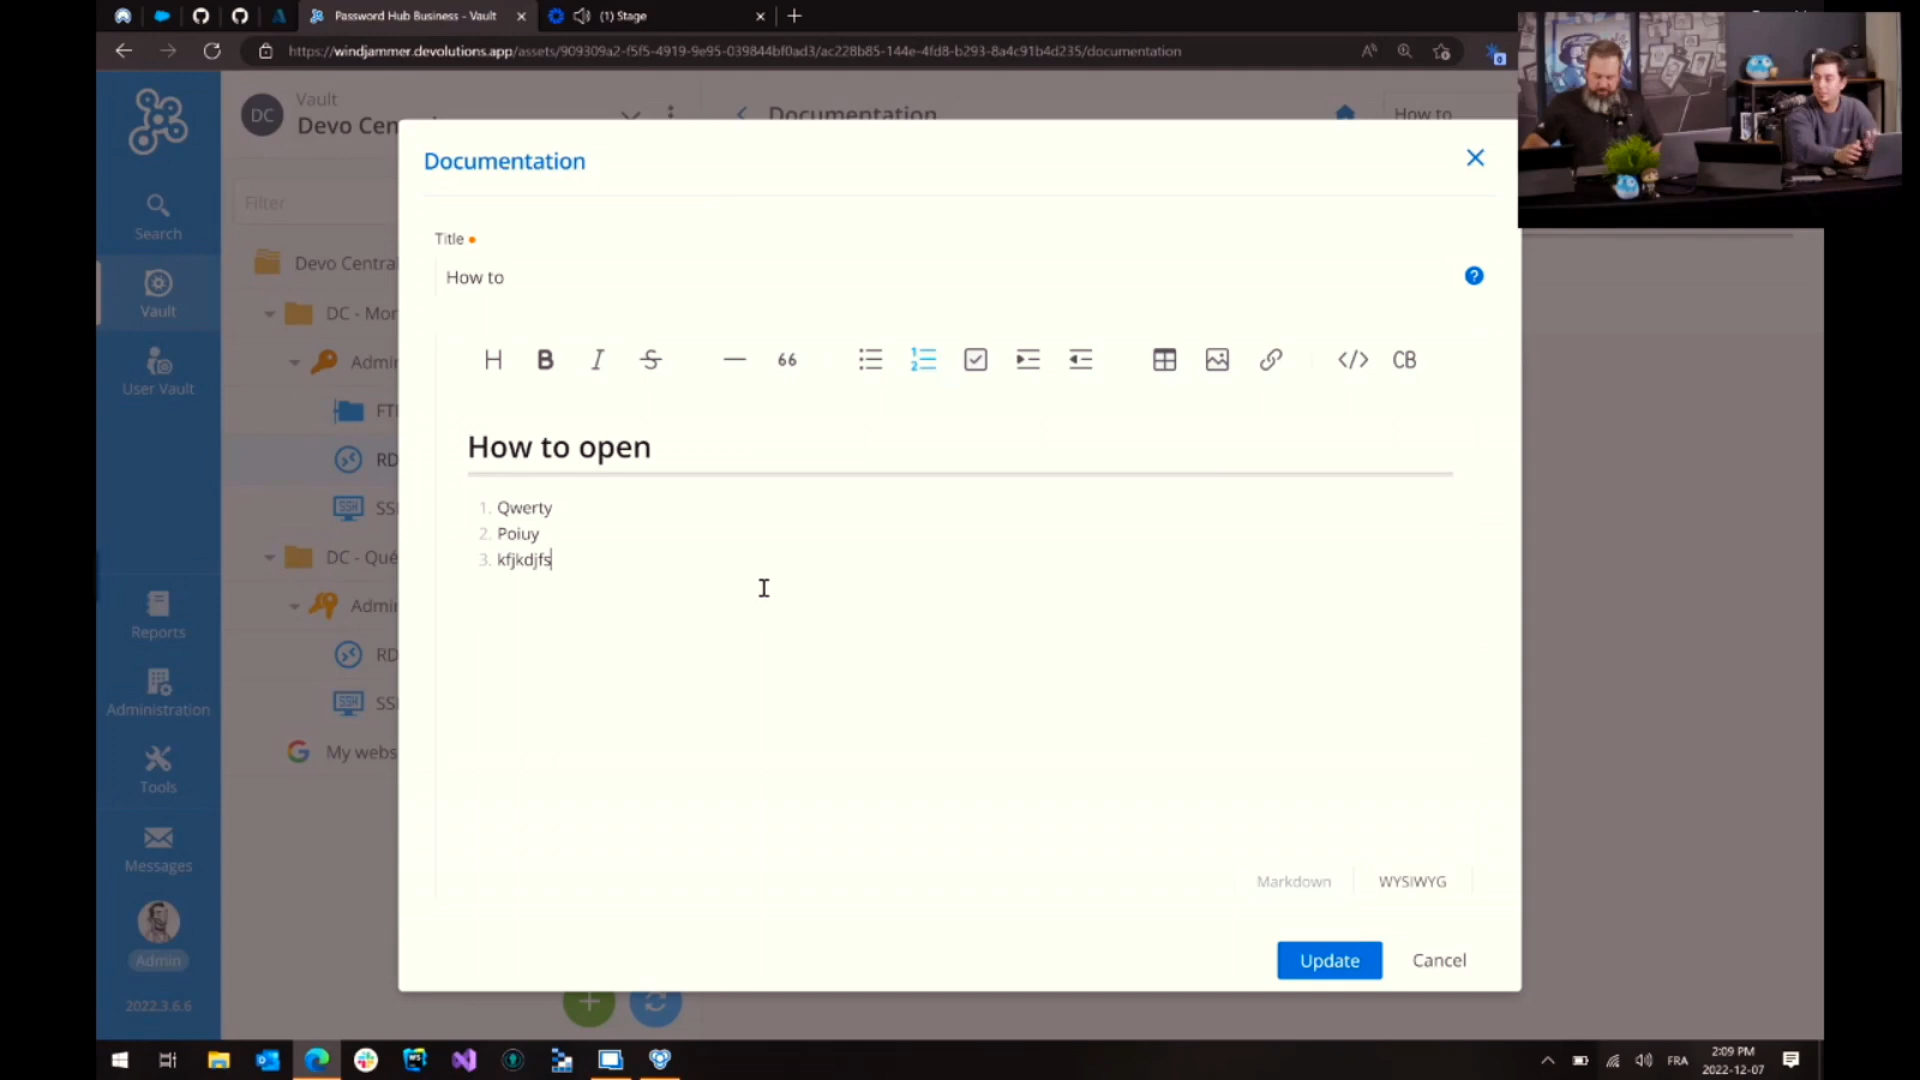 Password Hub Business - Vault
(1) Stage
https://windjammer.devolutions.app/assets/909309a2-f5f5-4919-9e95-039844bf0ad3/ac228b85-144e-4fd8-b293-8a4c91b4d235/documentation
DC
Vault
Devo Cen
Documentation
How to
Filter
Search
Vault
User Vault
Reports
Administration
Tools
Messages
Admin
2022.3.6.6
Devo Centra
DC - Mor
Admi
FT
RD
SSH
SS
DC - Qué
Admi
RD
SSH
SS
My webs
Documentation
Title
How to
H B I S 66 CB
How to open
1. Qwerty
2. Poiuy
3. kfjkdjfs
Markdown
WYSIWYG
Update
Cancel
FRA
2:09 PM
2022-12-07